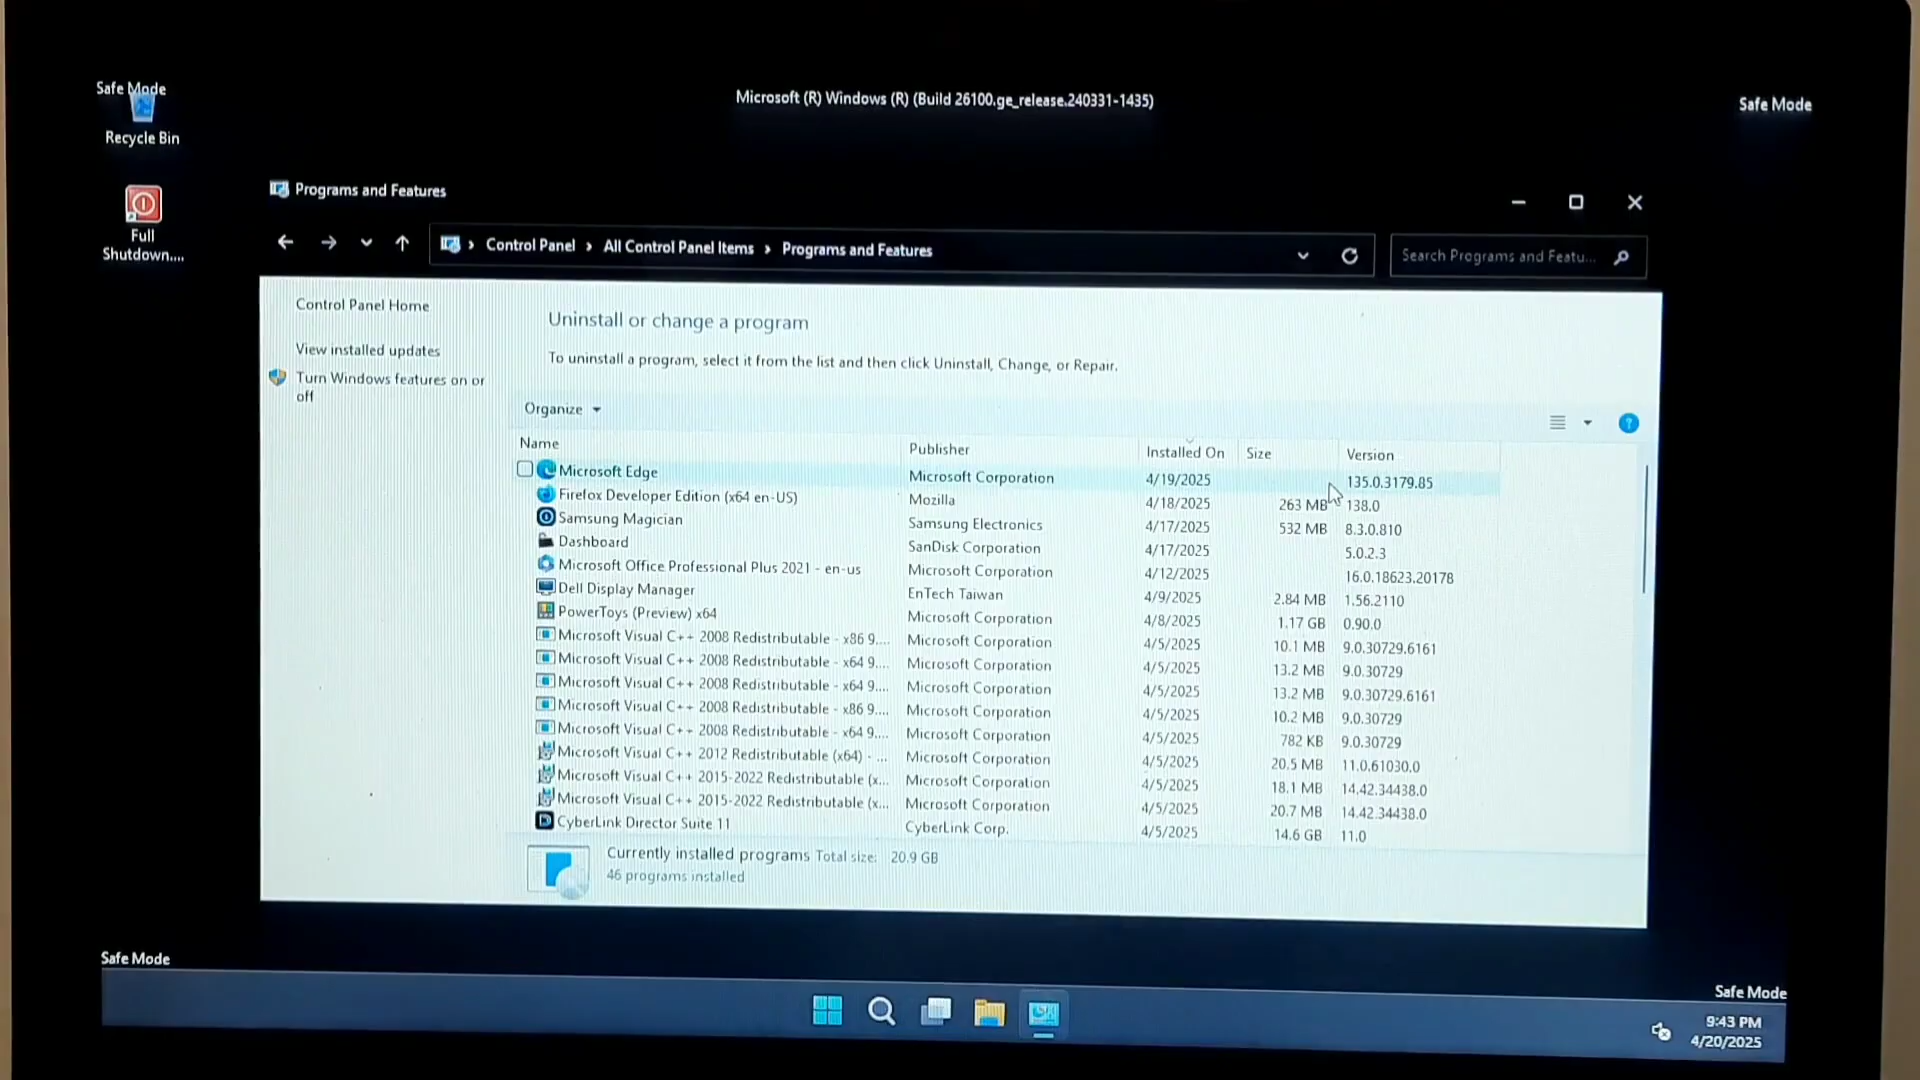 Safe Mode
Microsoft (R) Windows (R) (Build 26100.ge_release.240331-1435)
Safe Mode
Recycle Bin
Full
Shutdown....
Programs and Features
Control Panel > All Control Panel Items > Programs and Features
Search Programs and Featu...
Control Panel Home
View installed updates
Turn Windows features on or
off
Uninstall or change a program
To uninstall a program, select it from the list and then click Uninstall, Change, or Repair.
Organize
Name Publisher Installed On Size Version
Microsoft Edge Microsoft Corporation 4/19/2025 135.0.3179.85
Firefox Developer Edition (x64 en-US) Mozilla 4/18/2025 263 MB 138.0
Samsung Magician Samsung Electronics 4/17/2025 532 MB 8.3.0.810
Dashboard SanDisk Corporation 4/17/2025 5.0.2.3
Microsoft Office Professional Plus 2021 - en-us Microsoft Corporation 4/12/2025 16.0.18623.20178
Dell Display Manager EnTech Taiwan 4/9/2025 2.84 MB 1.56.2110
PowerToys (Preview) x64 Microsoft Corporation 4/8/2025 1.17 GB 0.90.0
Microsoft Visual C++ 2008 Redistributable - x86 9.... Microsoft Corporation 4/5/2025 10.1 MB 9.0.30729.6161
Microsoft Visual C++ 2008 Redistributable - x64 9.... Microsoft Corporation 4/5/2025 13.2 MB 9.0.30729
Microsoft Visual C++ 2008 Redistributable - x64 9.... Microsoft Corporation 4/5/2025 13.2 MB 9.0.30729.6161
Microsoft Visual C++ 2008 Redistributable - x86 9.... Microsoft Corporation 4/5/2025 10.2 MB 9.0.30729
Microsoft Visual C++ 2008 Redistributable - x64 9.... Microsoft Corporation 4/5/2025 782 KB 9.0.30729
Microsoft Visual C++ 2012 Redistributable (x64) - ... Microsoft Corporation 4/5/2025 20.5 MB 11.0.61030.0
Microsoft Visual C++ 2015-2022 Redistributable (x... Microsoft Corporation 4/5/2025 18.1 MB 14.42.34438.0
Microsoft Visual C++ 2015-2022 Redistributable (x... Microsoft Corporation 4/5/2025 20.7 MB 14.42.34438.0
CyberLink Director Suite 11 CyberLink Corp. 4/5/2025 14.6 GB 11.0
Currently installed programs Total size: 20.9 GB
46 programs installed
Safe Mode
Safe Mode
9:43 PM
4/20/2025